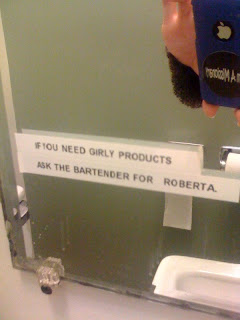 IF YOU NEED GIRLY PRODUCTS
ASK THE BARTENDER FOR ROBERTA.